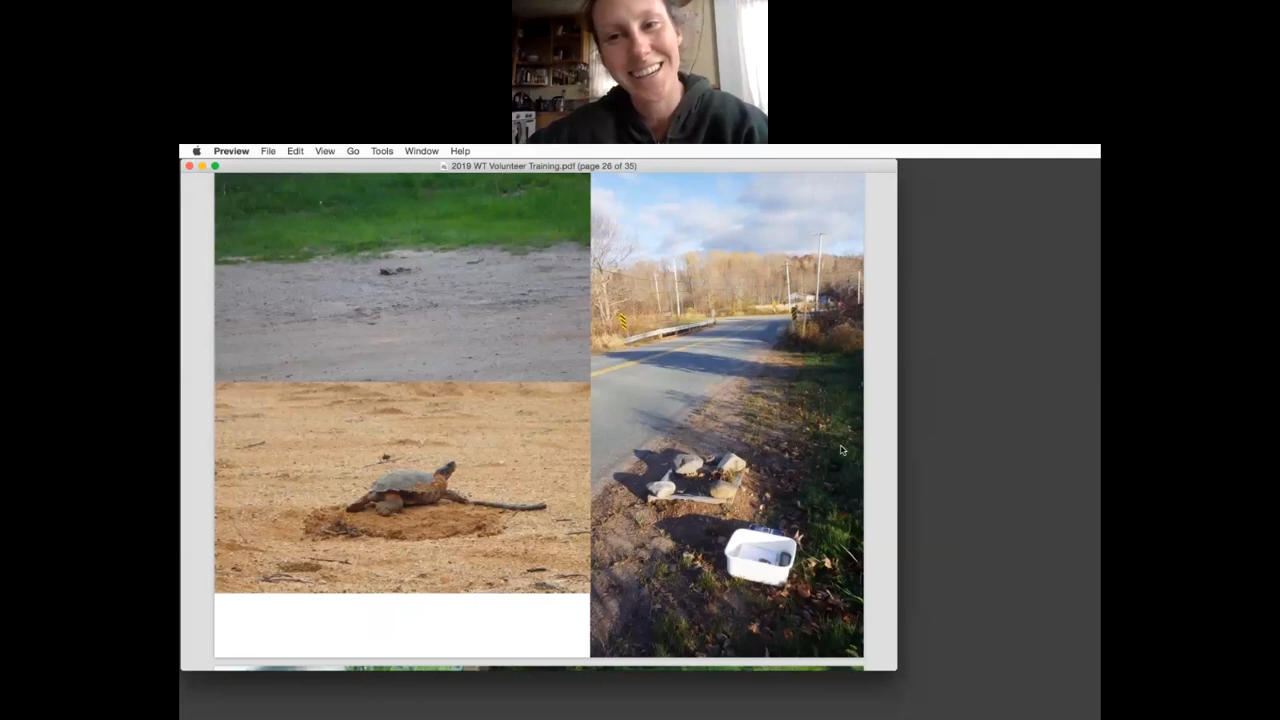 Preview File Edit View Go Tools Window Help
2019 WT Volunteer Training.pdf (page 26 of 35)